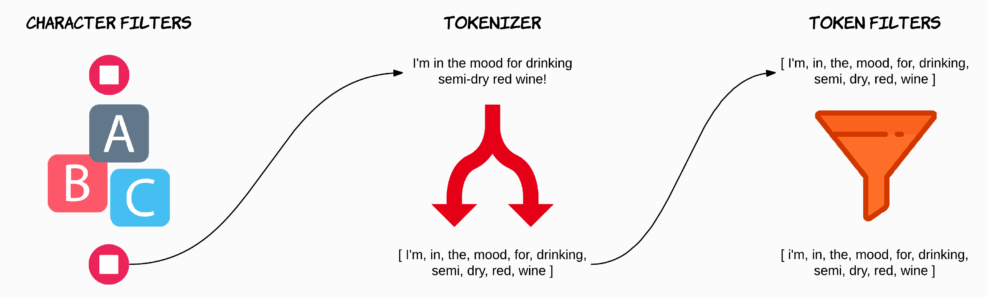 CHARACTER FILTERS
A
B
C
TOKENIZER
I'm in the mood for drinking
semi-dry red wine!
[ I'm, in, the, mood, for, drinking,
semi, dry, red, wine ]
TOKEN FILTERS
[ I'm, in, the, mood, for, drinking,
semi, dry, red, wine ]
[ i'm, in, the, mood, for, drinking,
semi, dry, red, wine ]